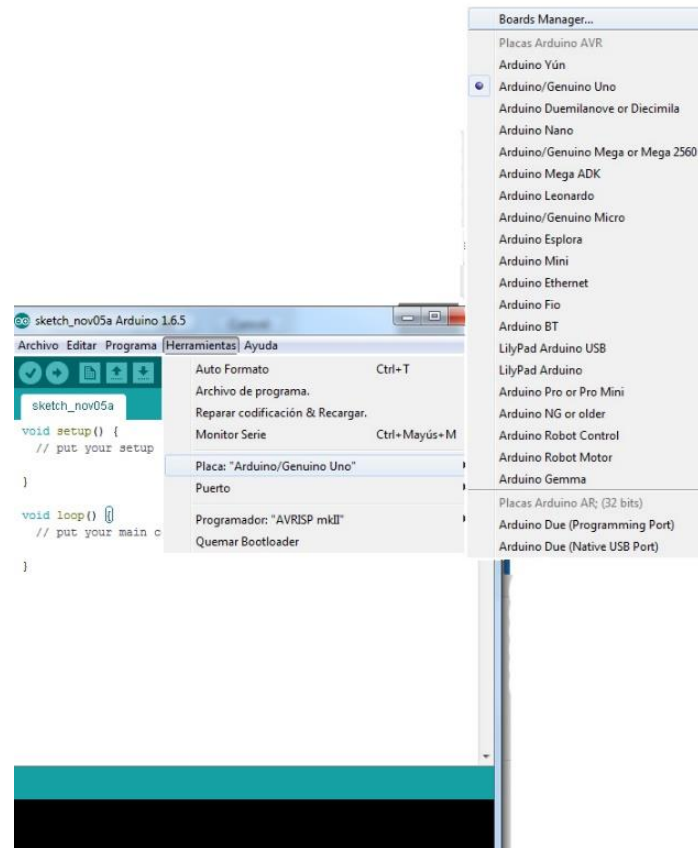 Boards Manager...
Placas Arduino AVR
Arduino Yún
Arduino/Genuino Uno
Arduino Duemilanove or Diecimila
Arduino Nano
Arduino/Genuino Mega or Mega 2560
Arduino Mega ADK
Arduino Leonardo
Arduino/Genuino Micro
Arduino Esplora
Arduino Mini
Arduino Ethernet
Arduino Fio
Arduino BT
LilyPad Arduino USB
LilyPad Arduino
Arduino Pro or Pro Mini
Arduino NG or older
Arduino Robot Control
Arduino Robot Motor
Arduino Gemma
Placas Arduino AR; (32 bits)
Arduino Due (Programming Port)
Arduino Due (Native USB Port)
sketch_nov05a Arduino 1.6.5
Archivo Editar Programa Herramientas Ayuda
Auto Formato Ctrl+T
Archivo de programa.
Reparar codificación & Recargar.
Monitor Serie Ctrl+Mayús+M
Placa: "Arduino/Genuino Uno"
Puerto
Programador: "AVRISP mkII"
Quemar Bootloader
sketch_nov05a
void setup() {
// put your setup
}
void loop() {
// put your main c
}